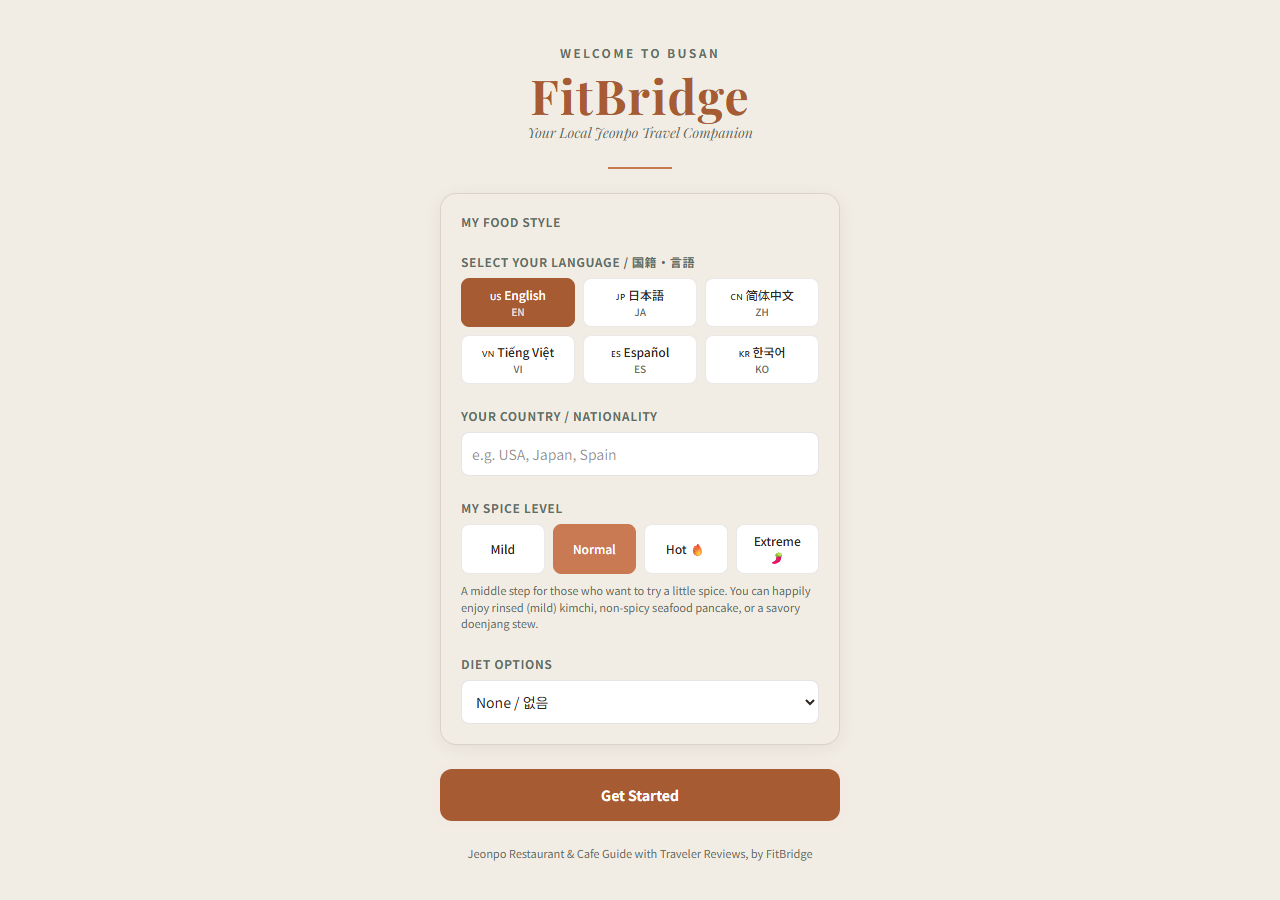 WELCOME TO BUSAN
FitBridge
Your Local Jeonpo Travel Companion
MY FOOD STYLE
SELECT YOUR LANGUAGE / 国籍・言語
US English
EN
JP 日本語
JA
CN 简体中文
ZH
VN Tiếng Việt
VI
ES Español
ES
KR 한국어
KO
YOUR COUNTRY / NATIONALITY
e.g. USA, Japan, Spain
MY SPICE LEVEL
Mild
Normal
Hot 🔥
Extreme
🌶️
A middle step for those who want to try a little spice. You can happily
enjoy rinsed (mild) kimchi, non-spicy seafood pancake, or a savory
doenjang stew.
DIET OPTIONS
None / 없음
Get Started
Jeonpo Restaurant & Cafe Guide with Traveler Reviews, by FitBridge